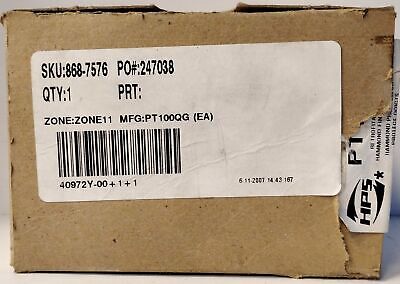 SKU:868-7576 PO#:247038
QTY:1 PRT:
ZONE:ZONE11 MFG:PT100QG (EA)
40972Y-00+1+1
6-11-2007 14:43:167
HPS
PT